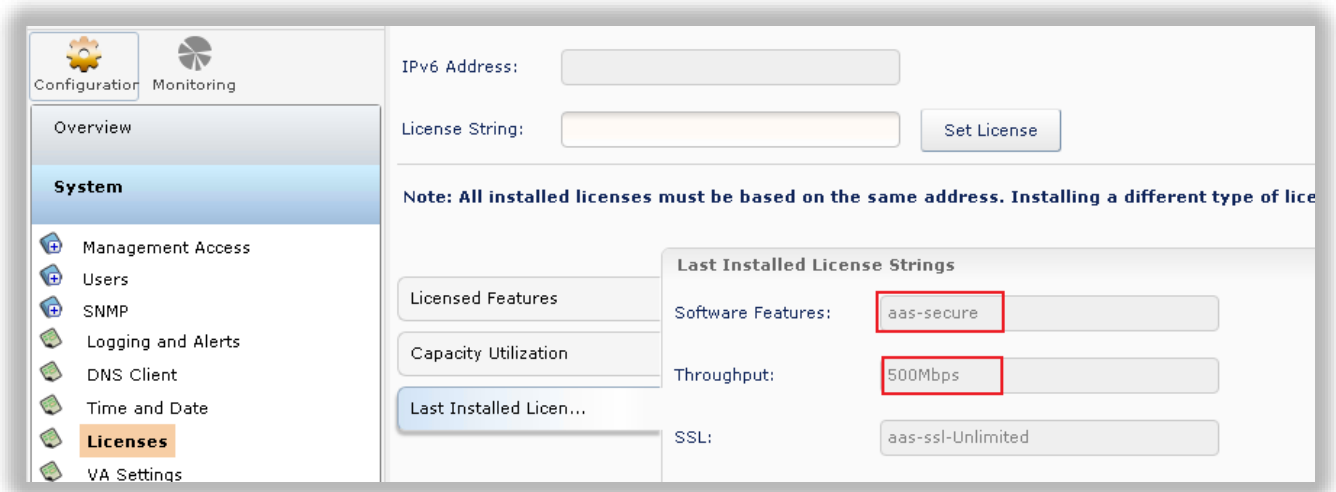 Configuration Monitoring
Overview
System
Management Access
Users
SNMP
Logging and Alerts
DNS Client
Time and Date
Licenses
VA Settings
IPv6 Address:
License String: Set License
Note: All installed licenses must be based on the same address. Installing a different type of lice
Licensed Features
Capacity Utilization
Last Installed Licen...
Last Installed License Strings
Software Features: aas-secure
Throughput: 500Mbps
SSL: aas-ssl-Unlimited